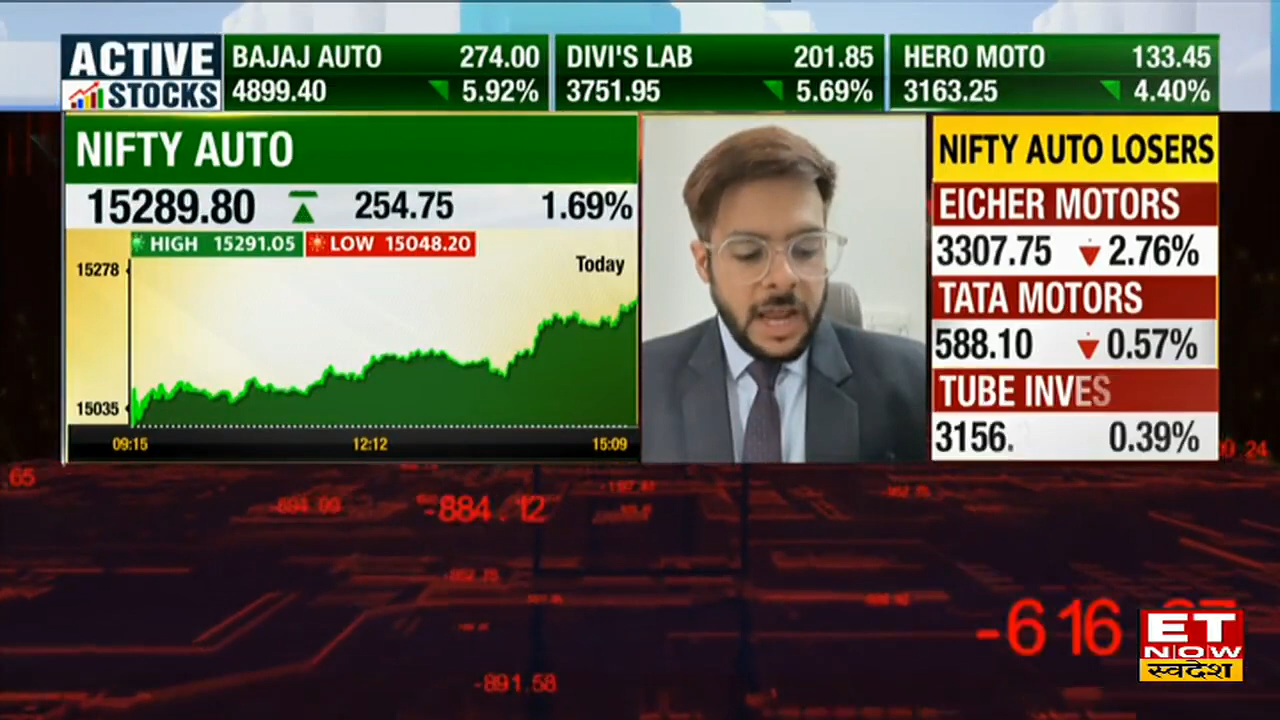 ACTIVE
STOCKS
BAJAJ AUTO 274.00
4899.40 5.92%
DIVI'S LAB 201.85
3751.95 5.69%
HERO MOTO 133.45
3163.25 4.40%
NIFTY AUTO
15289.80 254.75 1.69%
HIGH 15291.05 LOW 15048.20
Today
15278
15035
09:15 12:12 15:09
NIFTY AUTO LOSERS
EICHER MOTORS
3307.75 2.76%
TATA MOTORS
588.10 0.57%
TUBE INVES
3156. 0.39%
65
-884.12
-616
-891.58
ET
NOW
स्वदेश